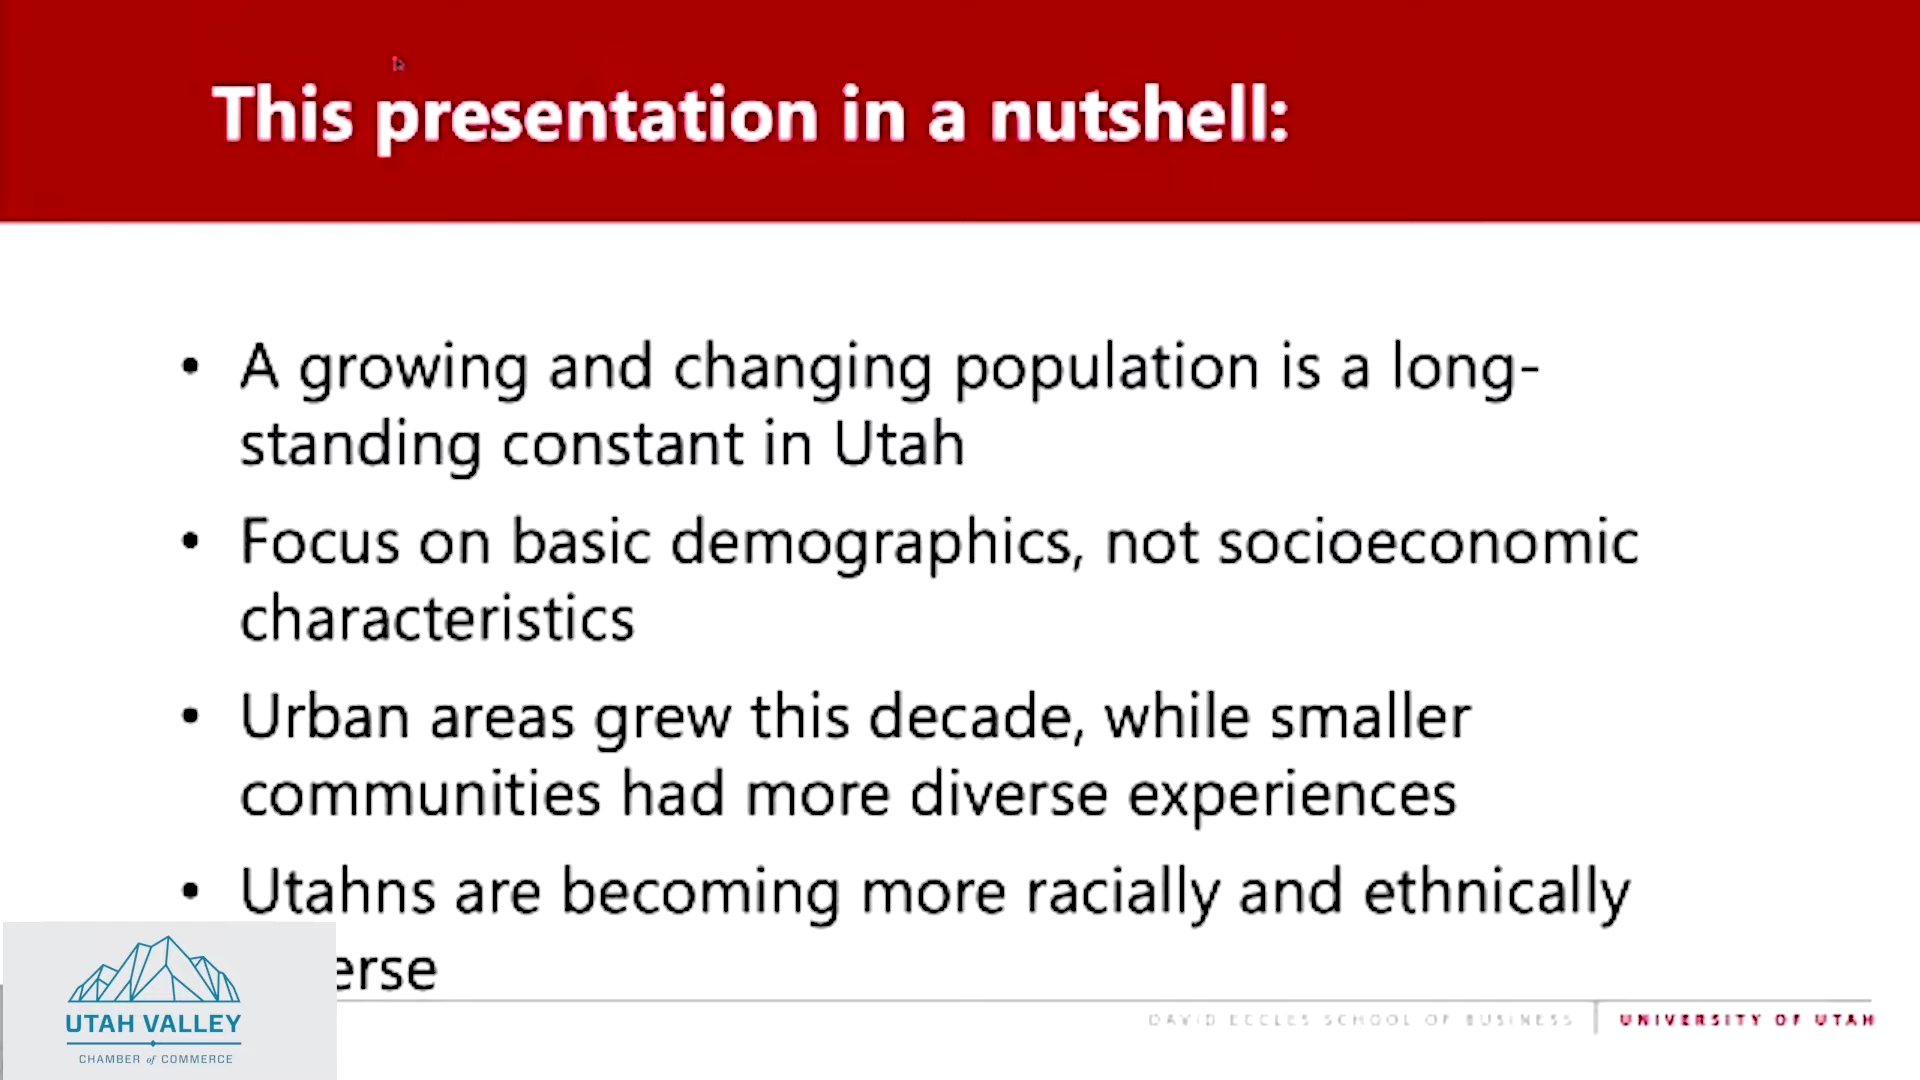 This presentation in a nutshell:
• A growing and changing population is a long-
standing constant in Utah
• Focus on basic demographics, not socioeconomic
characteristics
• Urban areas grew this decade, while smaller
communities had more diverse experiences
• Utahns are becoming more racially and ethnically
erse
UTAH VALLEY
CHAMBER of COMMERCE
DAVID ECCLES SCHOOL OF BUSINESS | UNIVERSITY OF UTAH